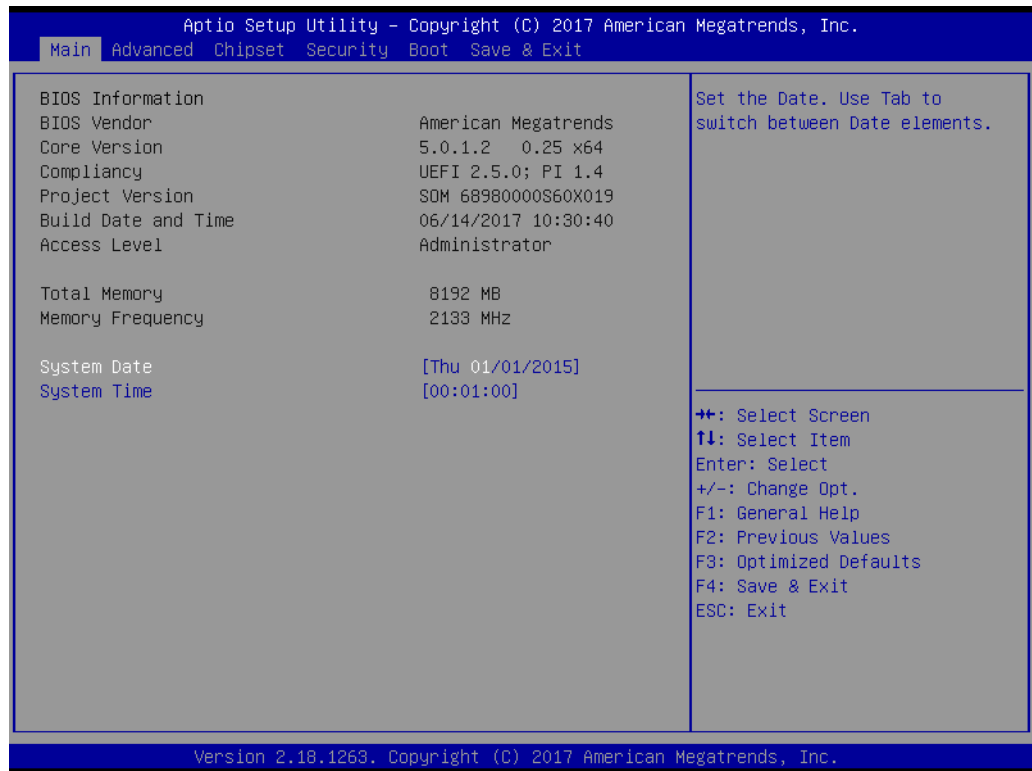 Aptio Setup Utility – Copyright (C) 2017 American Megatrends, Inc.
Main Advanced Chipset Security Boot Save & Exit
BIOS Information
BIOS Vendor American Megatrends
Core Version 5.0.1.2 0.25 x64
Compliancy UEFI 2.5.0; PI 1.4
Project Version SOM 68980000S60X019
Build Date and Time 06/14/2017 10:30:40
Access Level Administrator
Total Memory 8192 MB
Memory Frequency 2133 MHz
System Date [Thu 01/01/2015]
System Time [00:01:00]
Set the Date. Use Tab to
switch between Date elements.
→←: Select Screen
↑↓: Select Item
Enter: Select
+/-: Change Opt.
F1: General Help
F2: Previous Values
F3: Optimized Defaults
F4: Save & Exit
ESC: Exit
Version 2.18.1263. Copyright (C) 2017 American Megatrends, Inc.